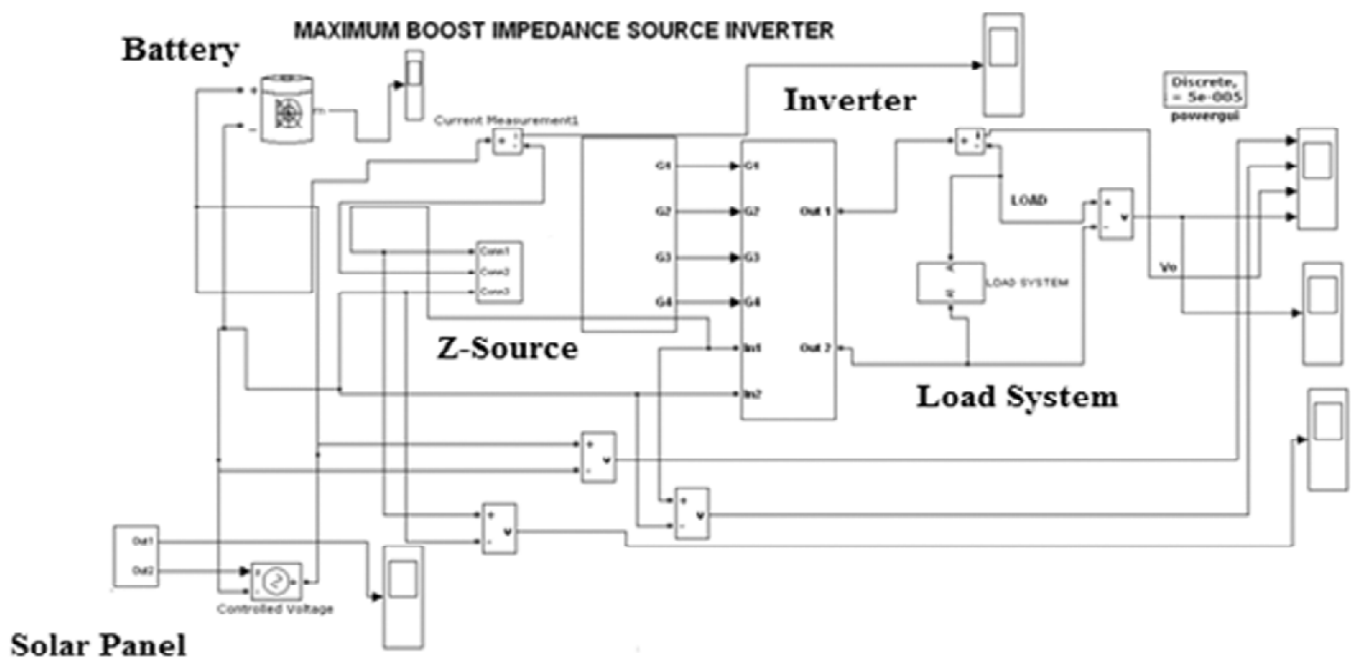 MAXIMUM BOOST IMPEDANCE SOURCE INVERTER
Battery
+
-
m
Current Measurement1
+ i
-
Inverter
Discrete,
= 5e-005
powergui
G1
G2
G3
G4
G1
G2
G3
G4
In1
In2
Out 1
Out 2
+ i
-
LOAD
+
-
v
Vo
LOAD SYSTEM
Conn1
Conn2
Conn3
Z-Source
Load System
+
-
v
+
-
v
+
-
v
Out1
Out2
Controlled Voltage
Solar Panel